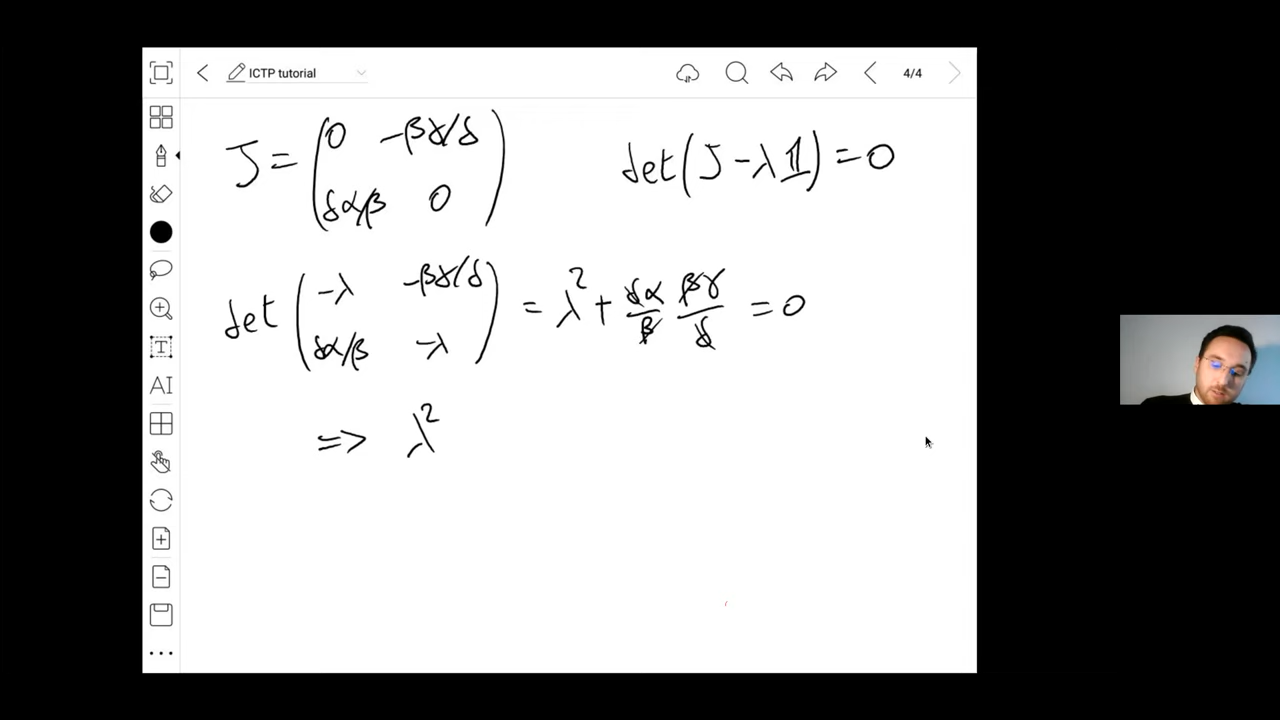 ICTP tutorial 4/4
J = ( 0 -βγ/δ ; δα/β 0 ) det(J - λ𝟙) = 0
det ( -λ -βγ/δ ; δα/β -λ ) = λ² + δα/β βγ/δ = 0
=> λ²
T
AI